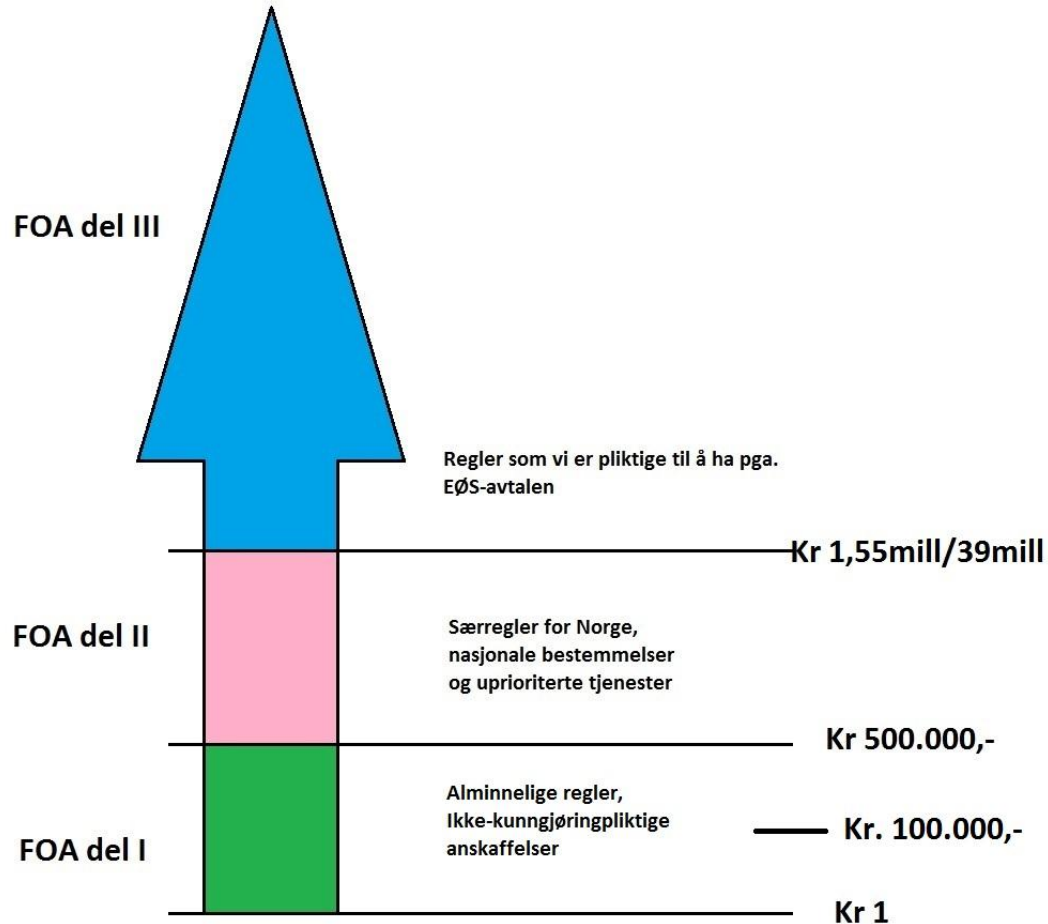 FOA del III
Regler som vi er pliktige til å ha pga.
EØS-avtalen
Kr 1,55mill/39mill
FOA del II
Særregler for Norge,
nasjonale bestemmelser
og uprioriterte tjenester
Kr 500.000,-
Alminnelige regler,
Ikke-kunngjøringpliktige
anskaffelser
Kr. 100.000,-
FOA del I
Kr 1